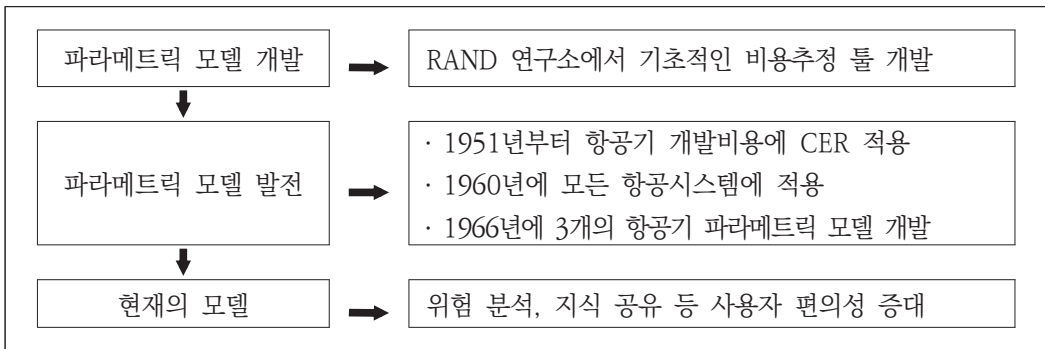 파라메트릭 모델 개발
RAND 연구소에서 기초적인 비용추정 툴 개발
파라메트릭 모델 발전
· 1951년부터 항공기 개발비용에 CER 적용
· 1960년에 모든 항공시스템에 적용
· 1966년에 3개의 항공기 파라메트릭 모델 개발
현재의 모델
위험 분석, 지식 공유 등 사용자 편의성 증대